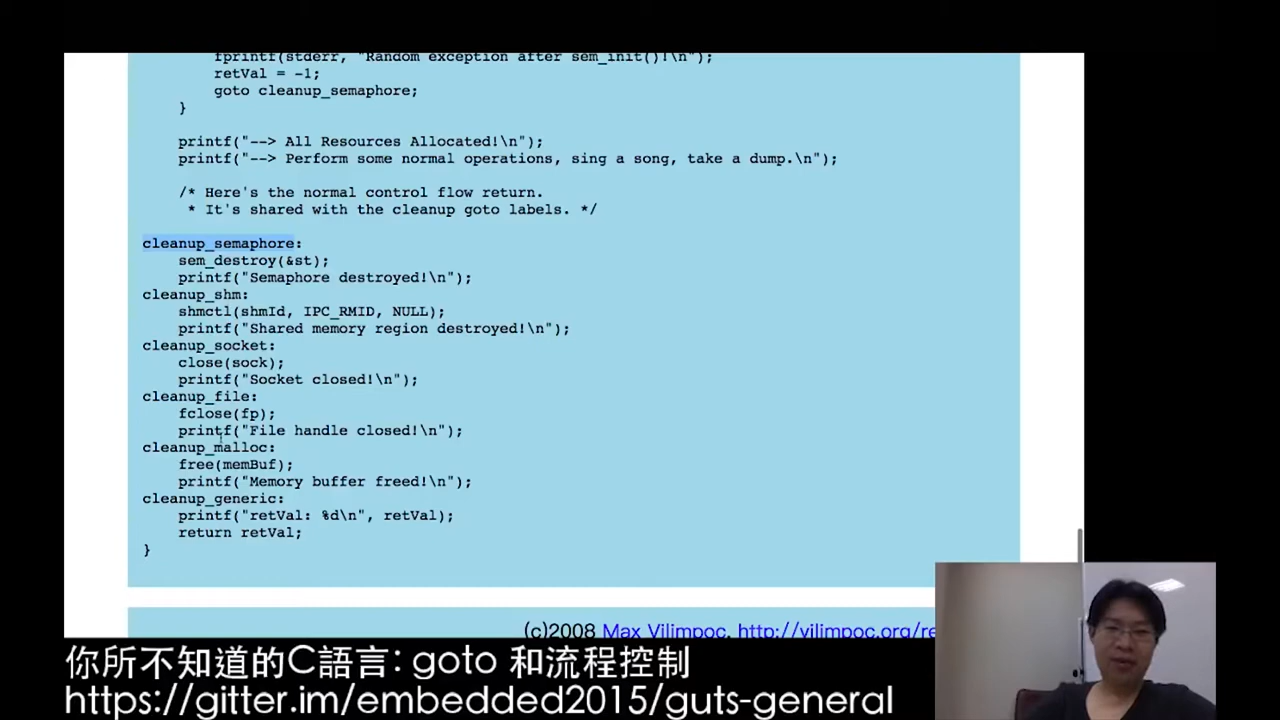 fprintf(stderr, "Random exception after sem_init()!\n");
retVal = -1;
goto cleanup_semaphore;
}
printf("--> All Resources Allocated!\n");
printf("--> Perform some normal operations, sing a song, take a dump.\n");
/* Here's the normal control flow return.
* It's shared with the cleanup goto labels. */
cleanup_semaphore:
sem_destroy(&st);
printf("Semaphore destroyed!\n");
cleanup_shm:
shmctl(shmId, IPC_RMID, NULL);
printf("Shared memory region destroyed!\n");
cleanup_socket:
close(sock);
printf("Socket closed!\n");
cleanup_file:
fclose(fp);
printf("File handle closed!\n");
cleanup_malloc:
free(memBuf);
printf("Memory buffer freed!\n");
cleanup_generic:
printf("retVal: %d\n", retVal);
return retVal;
}
(c)2008 Max Vilimpoc, http://vilimpoc.org/re
你所不知道的C語言: goto 和流程控制
https://gitter.im/embedded2015/guts-general